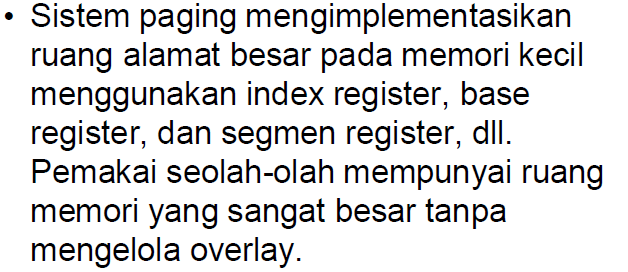 • Sistem paging mengimplementasikan
ruang alamat besar pada memori kecil
menggunakan index register, base
register, dan segmen register, dll.
Pemakai seolah-olah mempunyai ruang
memori yang sangat besar tanpa
mengelola overlay.